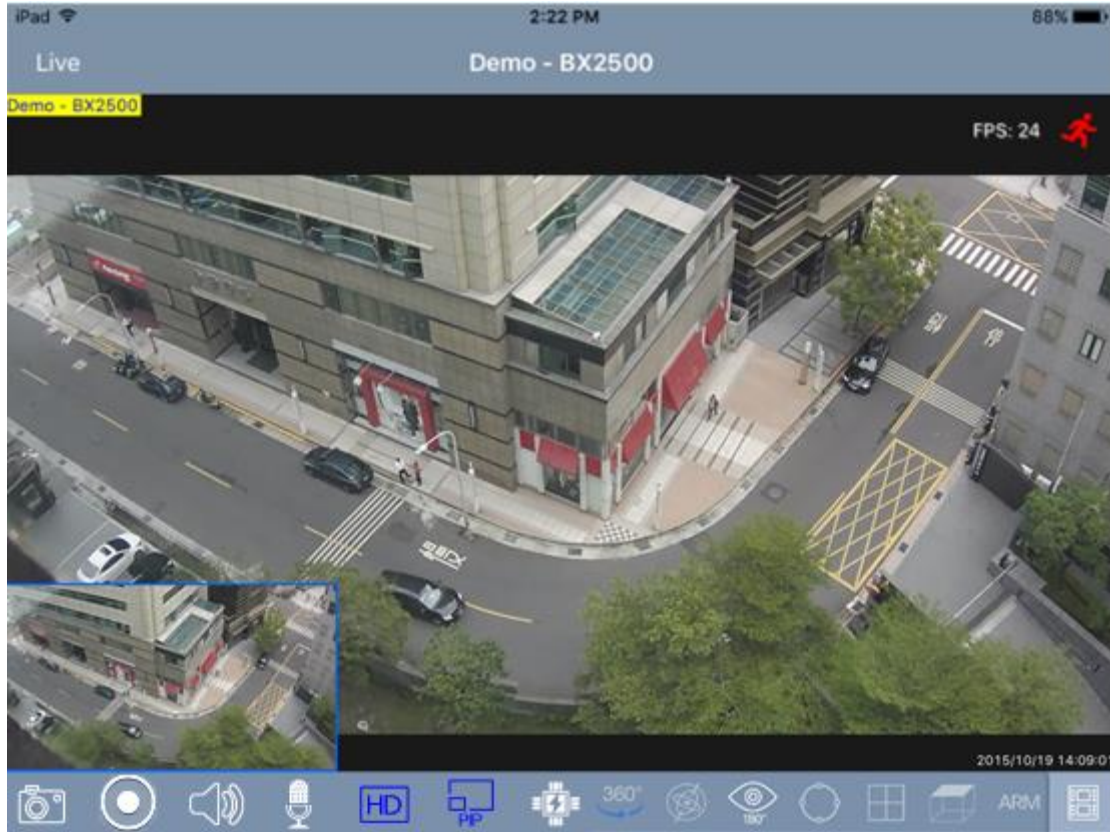 iPad 2:22 PM 88%
Live Demo - BX2500
Demo - BX2500
FPS: 24
2015/10/19 14:09:01
HD PIP 360° 180° ARM